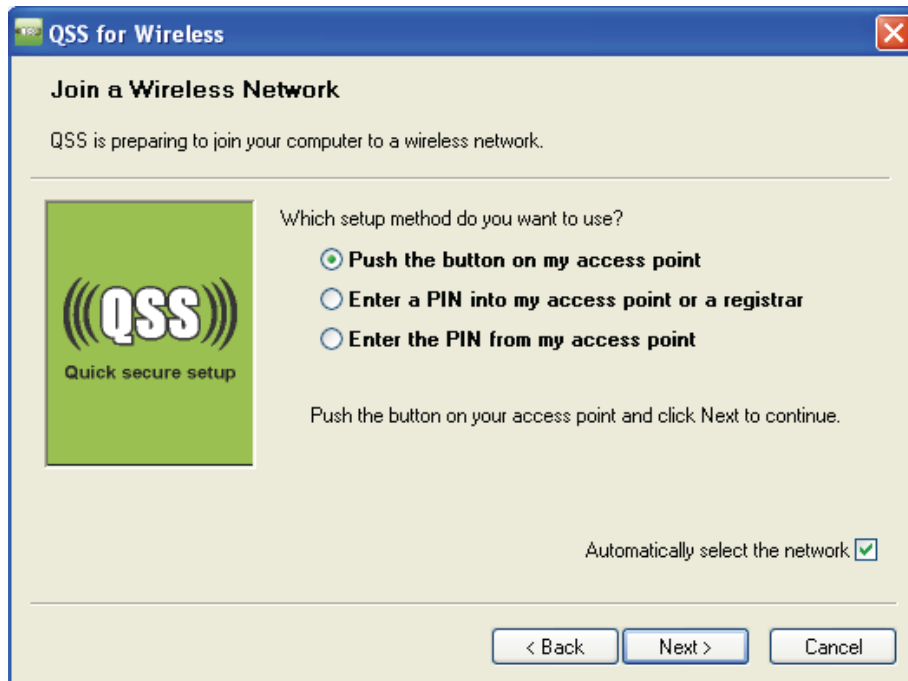 QSS for Wireless
Join a Wireless Network
QSS is preparing to join your computer to a wireless network.
Which setup method do you want to use?
Push the button on my access point
Enter a PIN into my access point or a registrar
Enter the PIN from my access point
(((QSS)))
Quick secure setup
Push the button on your access point and click Next to continue.
Automatically select the network
< Back
Next >
Cancel